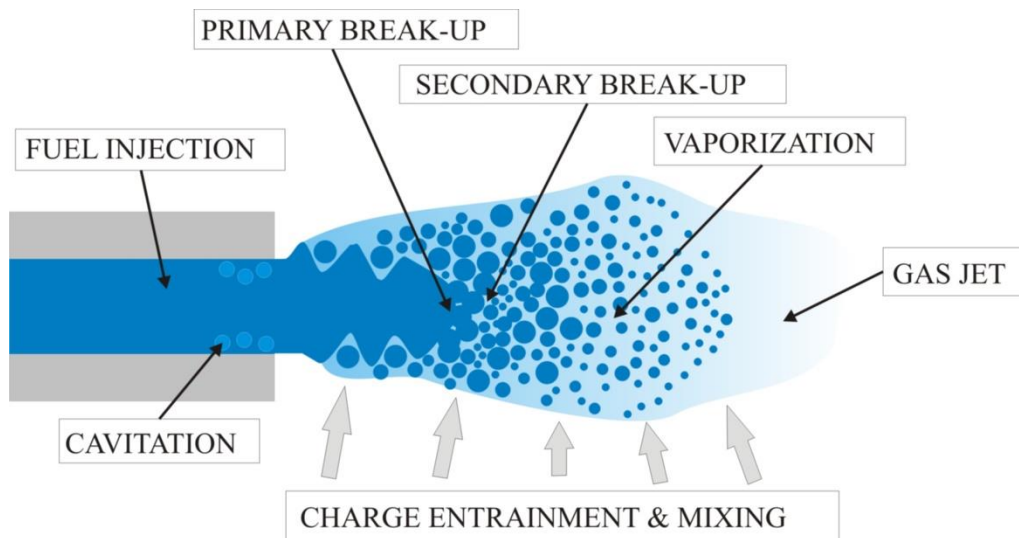 PRIMARY BREAK-UP
SECONDARY BREAK-UP
FUEL INJECTION
VAPORIZATION
GAS JET
CAVITATION
CHARGE ENTRAINMENT & MIXING